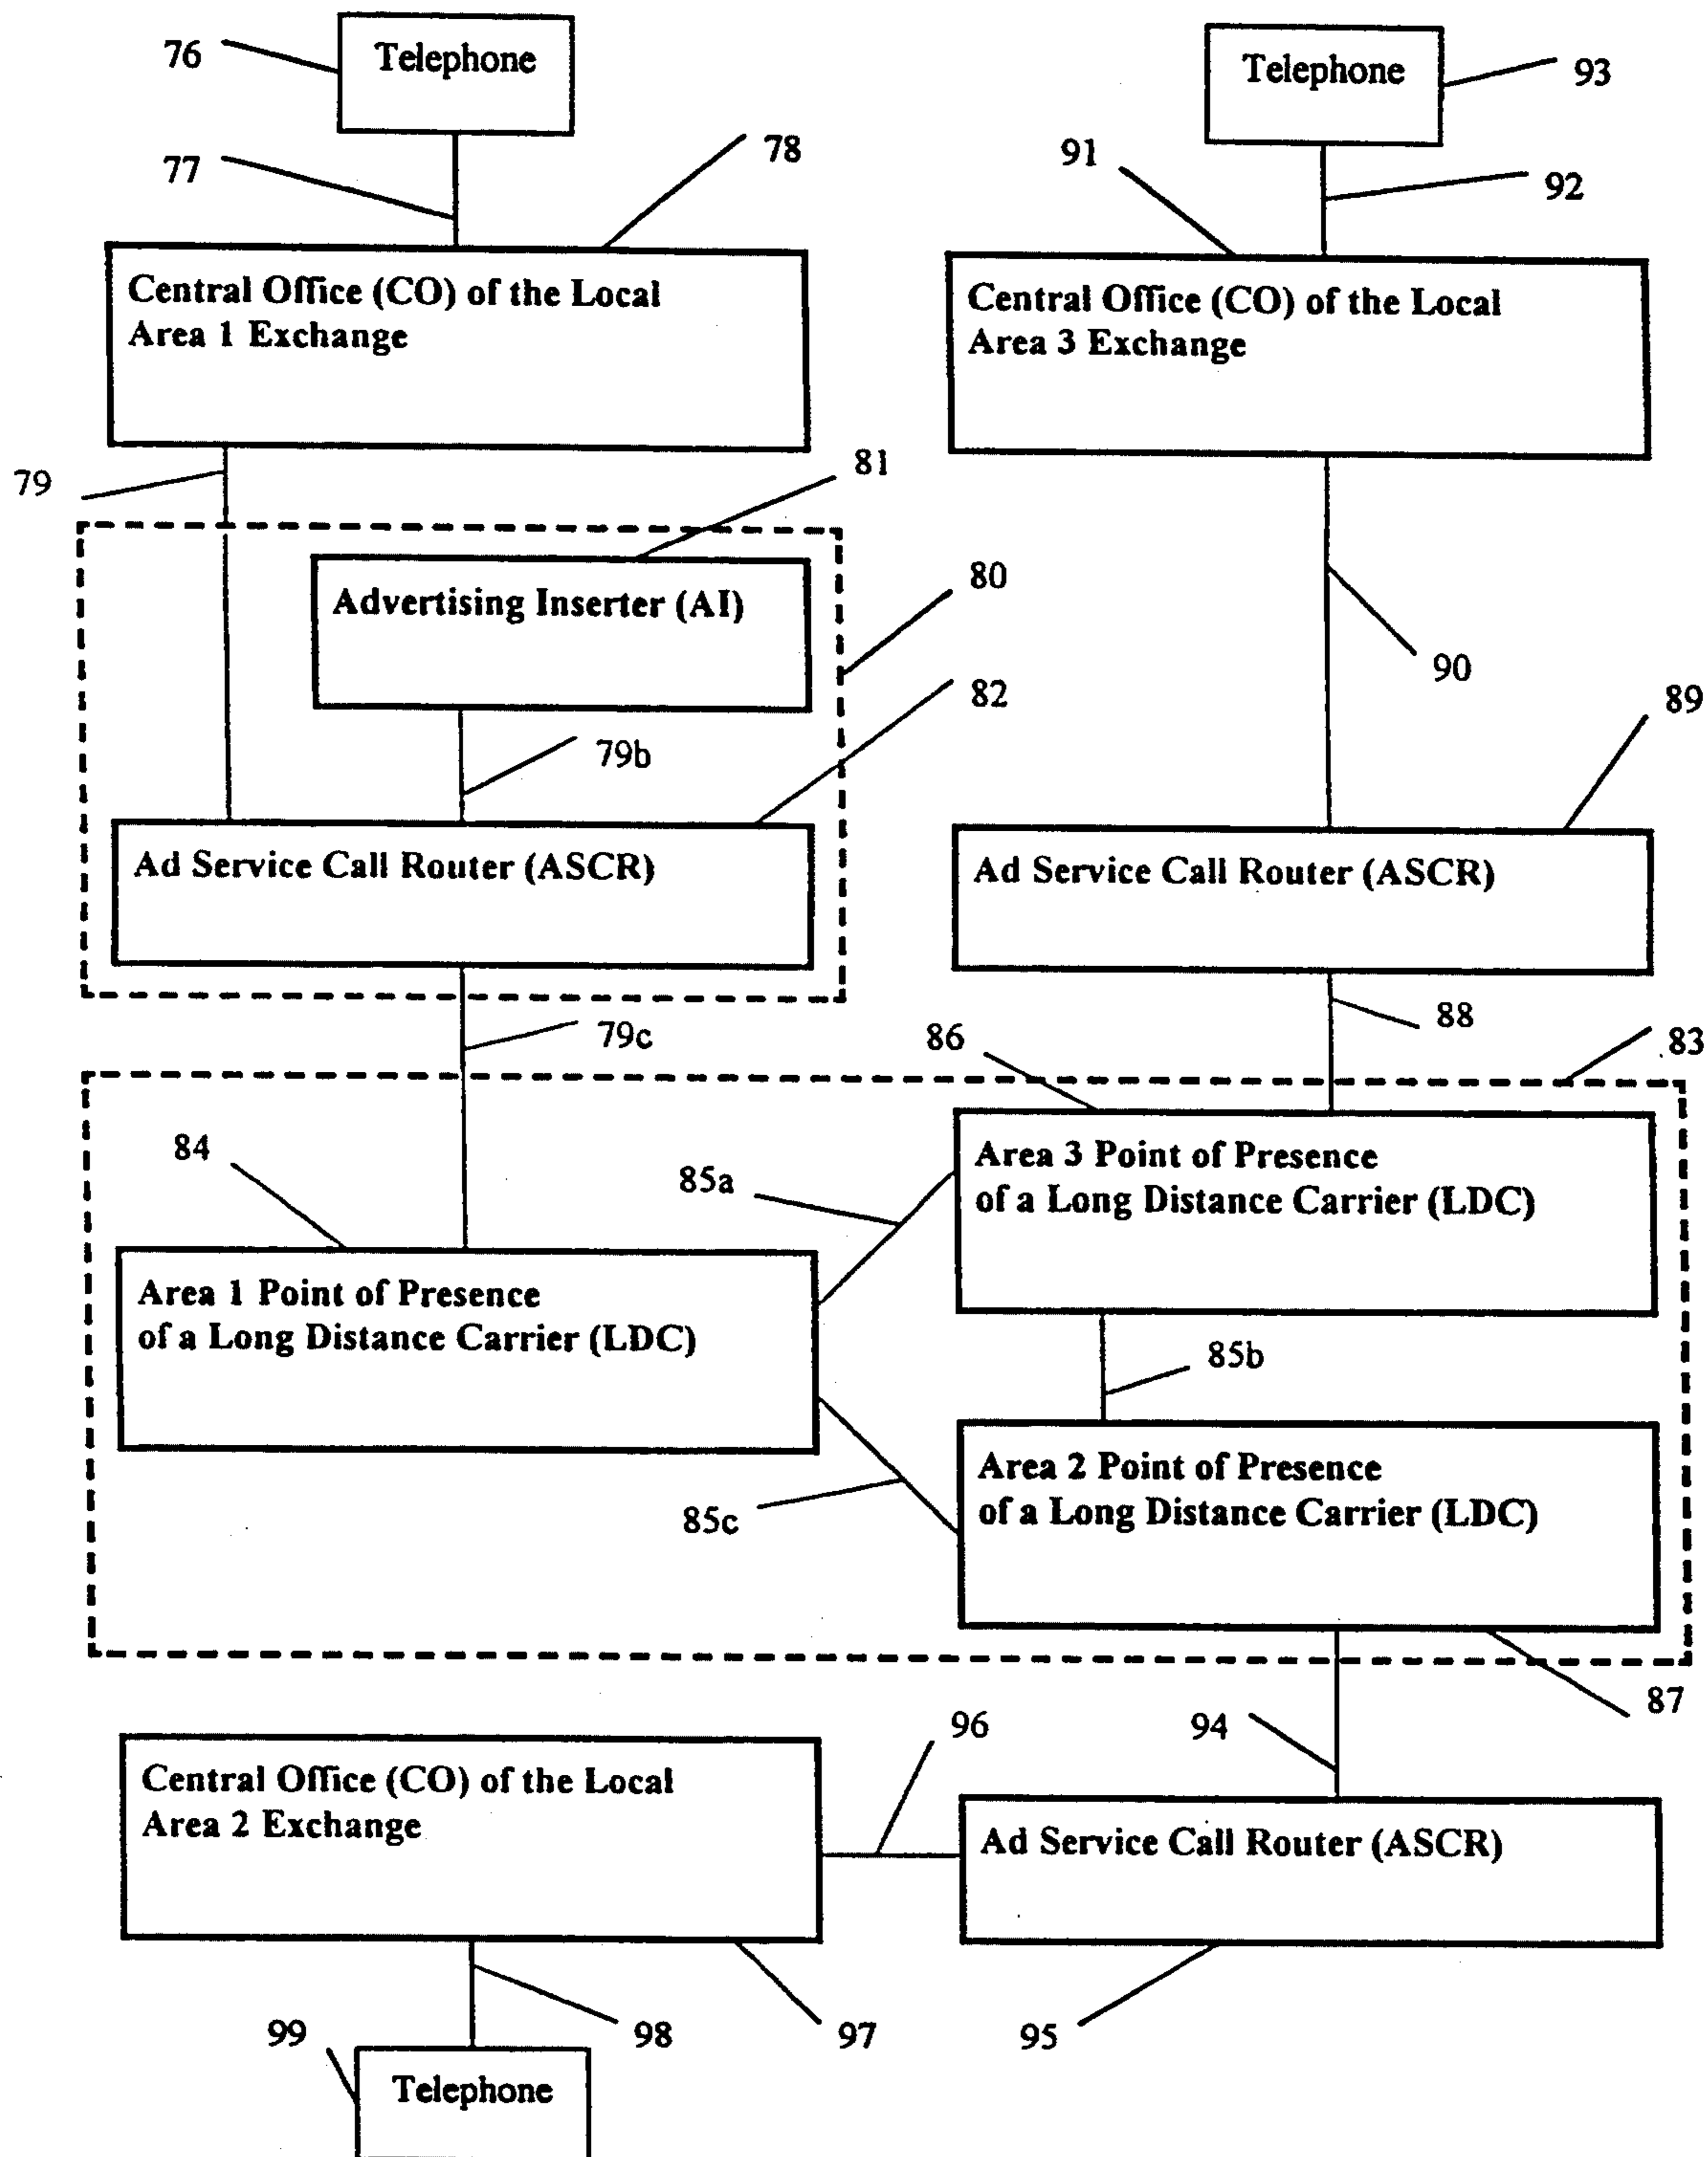 76
Telephone
Telephone
93
77
78
91
92
Central Office (CO) of the Local
Area 1 Exchange
Central Office (CO) of the Local
Area 3 Exchange
79
81
80
Advertising Inserter (AI)
90
82
89
79b
Ad Service Call Router (ASCR)
Ad Service Call Router (ASCR)
79c
88
86
83
84
85a
Area 3 Point of Presence
of a Long Distance Carrier (LDC)
Area 1 Point of Presence
of a Long Distance Carrier (LDC)
85b
85c
Area 2 Point of Presence
of a Long Distance Carrier (LDC)
87
96
94
Central Office (CO) of the Local
Area 2 Exchange
Ad Service Call Router (ASCR)
99
98
97
95
Telephone